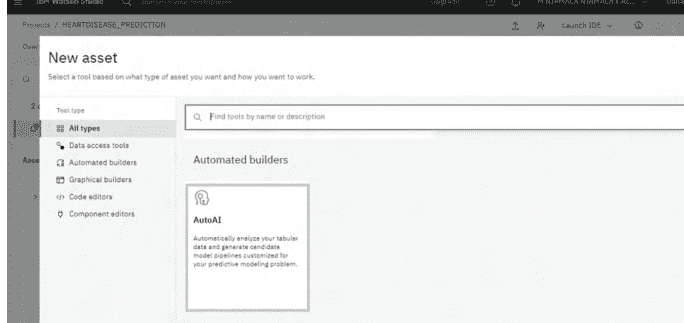 IBM Watson Studio
Projects / HEARTDISEASE_PREDICTION
Launch IDE
Over
New asset
Select a tool based on what type of asset you want and how you want to work.
Tool type
All types
Data access tools
Automated builders
Graphical builders
Code editors
Component editors
Asse
Find tools by name or description
Automated builders
AutoAI
Automatically analyze your tabular
data and generate candidate
model pipelines customized for
your predictive modeling problem.